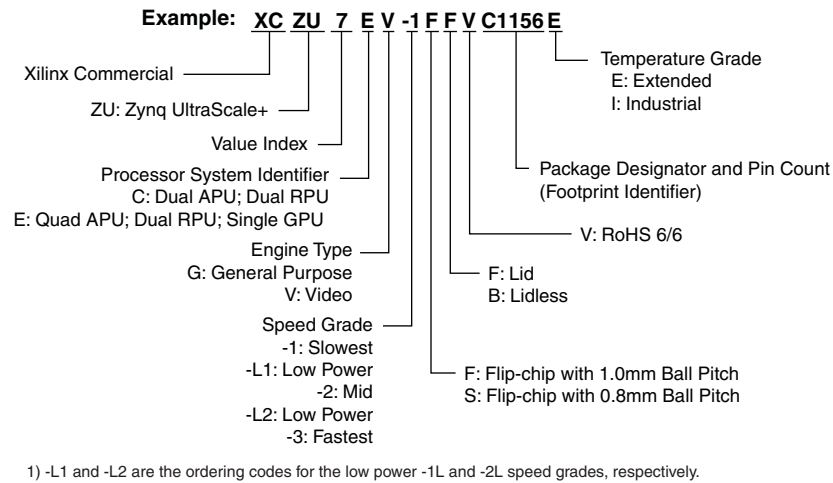 Example: XC ZU 7 E V -1 F F V C1156 E
Xilinx Commercial
ZU: Zynq UltraScale+
Value Index
Processor System Identifier
C: Dual APU; Dual RPU
E: Quad APU; Dual RPU; Single GPU
Engine Type
G: General Purpose
V: Video
Speed Grade
-1: Slowest
-L1: Low Power
-2: Mid
-L2: Low Power
-3: Fastest
Temperature Grade
E: Extended
I: Industrial
Package Designator and Pin Count
(Footprint Identifier)
V: RoHS 6/6
F: Lid
B: Lidless
F: Flip-chip with 1.0mm Ball Pitch
S: Flip-chip with 0.8mm Ball Pitch
1) -L1 and -L2 are the ordering codes for the low power -1L and -2L speed grades, respectively.